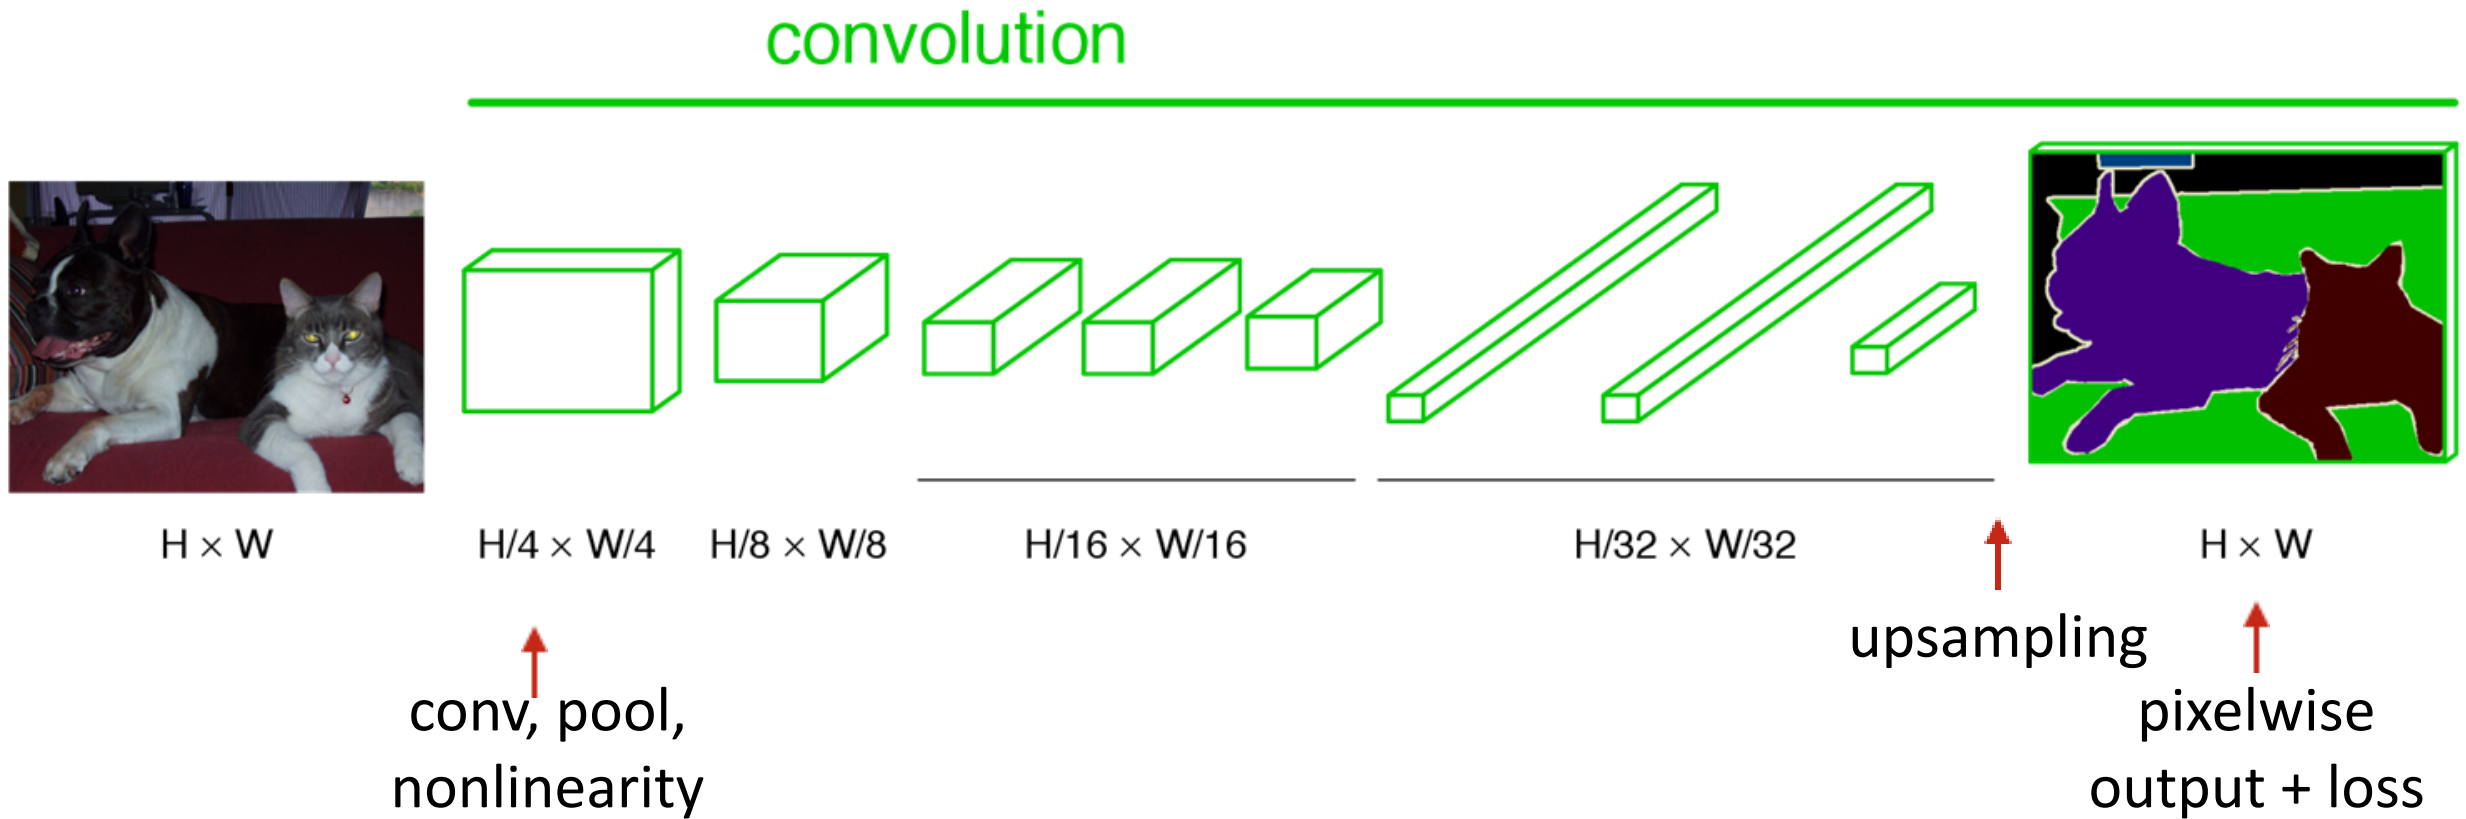 convolution
H × W
H/4 × W/4
H/8 × W/8
H/16 × W/16
H/32 × W/32
H × W
conv, pool,
nonlinearity
upsampling
pixelwise
output + loss